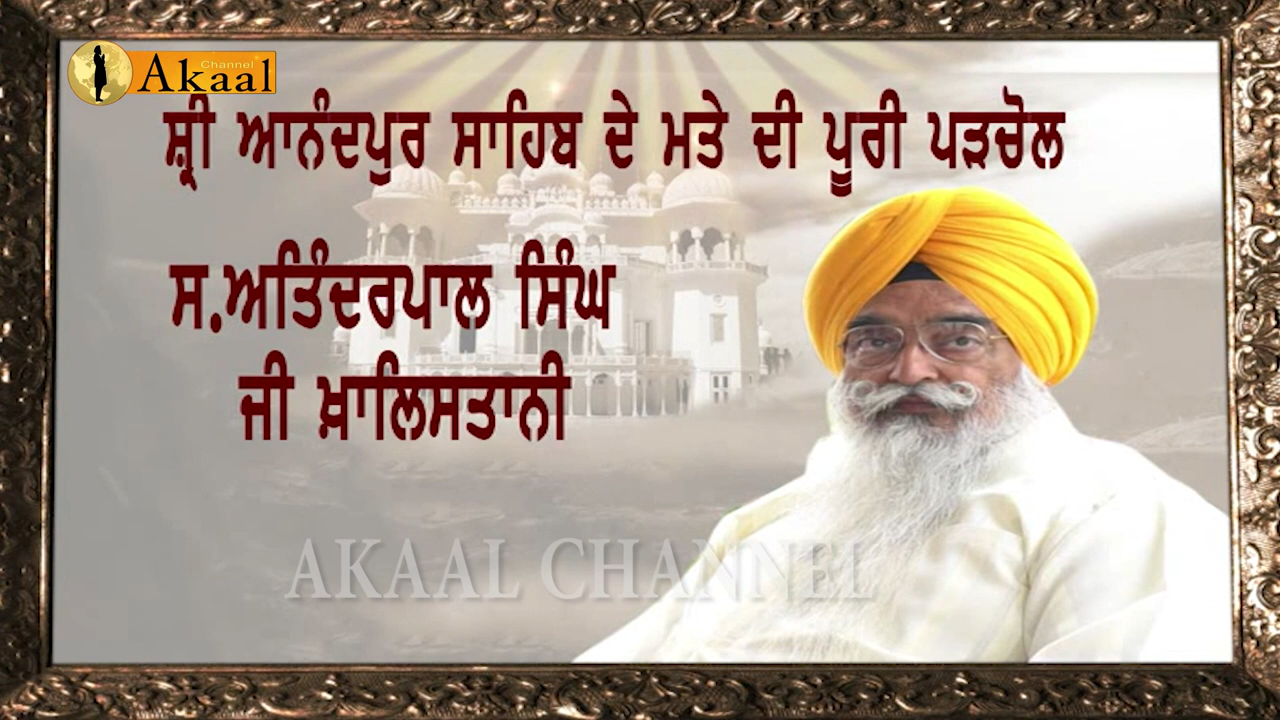 Channel
Akaal
ਸ਼੍ਰੀ ਆਨੰਦਪੁਰ ਸਾਹਿਬ ਦੇ ਮਤੇ ਦੀ ਪੂਰੀ ਪੜਚੋਲ
ਸ.ਅਤਿੰਦਰਪਾਲ ਸਿੰਘ
ਜੀ ਖ਼ਾਲਿਸਤਾਨੀ
AKAAL CHANNEL